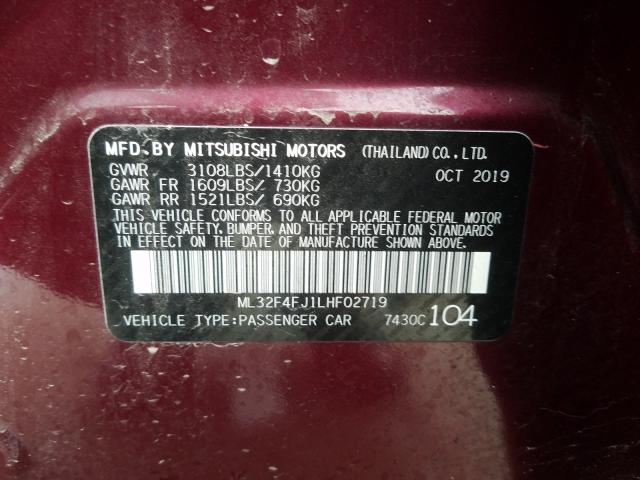 MFD. BY MITSUBISHI MOTORS (THAILAND) CO., LTD.
GVWR 3108LBS/1410KG OCT 2019
GAWR FR 1609LBS/ 730KG
GAWR RR 1521LBS/ 690KG
THIS VEHICLE CONFORMS TO ALL APPLICABLE FEDERAL MOTOR
VEHICLE SAFETY, BUMPER, AND THEFT PREVENTION STANDARDS
IN EFFECT ON THE DATE OF MANUFACTURE SHOWN ABOVE.
ML32F4FJ1LHF02719
VEHICLE TYPE:PASSENGER CAR 7430C 104